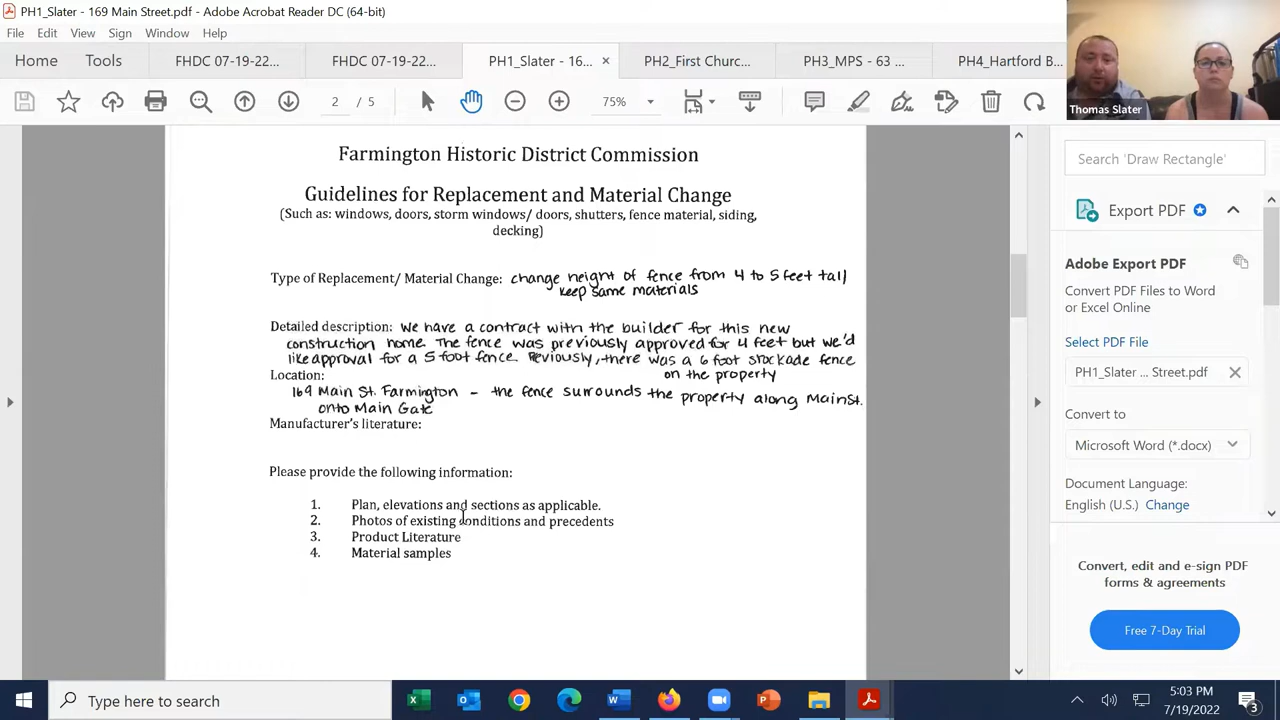 PH1_Slater - 169 Main Street.pdf - Adobe Acrobat Reader DC (64-bit)
File Edit View Sign Window Help
Home Tools FHDC 07-19-22... FHDC 07-19-22... PH1_Slater - 16... × PH2_First Churc... PH3_MPS - 63 ... PH4_Hartford B...
2 / 5 75%
Thomas Slater
Farmington Historic District Commission
Guidelines for Replacement and Material Change
(Such as: windows, doors, storm windows/ doors, shutters, fence material, siding,
decking)
Type of Replacement/ Material Change: change height of fence from 4 to 5 feet tall
keep same materials
Detailed description: We have a contract with the builder for this new
construction home. The fence was previously approved for 4 feet but we'd
like approval for a 5 foot fence. Previously, there was a 6 foot stockade fence
on the property
Location:
169 Main St. Farmington - the fence surrounds the property along Main St.
onto Main Gate
Manufacturer's literature:
Please provide the following information:
1. Plan, elevations and sections as applicable.
2. Photos of existing conditions and precedents
3. Product Literature
4. Material samples
Search 'Draw Rectangle'
Export PDF
Adobe Export PDF
Convert PDF Files to Word
or Excel Online
Select PDF File
PH1_Slater ... Street.pdf
Convert to
Microsoft Word (*.docx)
Document Language:
English (U.S.) Change
Convert, edit and e-sign PDF
forms & agreements
Free 7-Day Trial
Type here to search
5:03 PM
7/19/2022
3